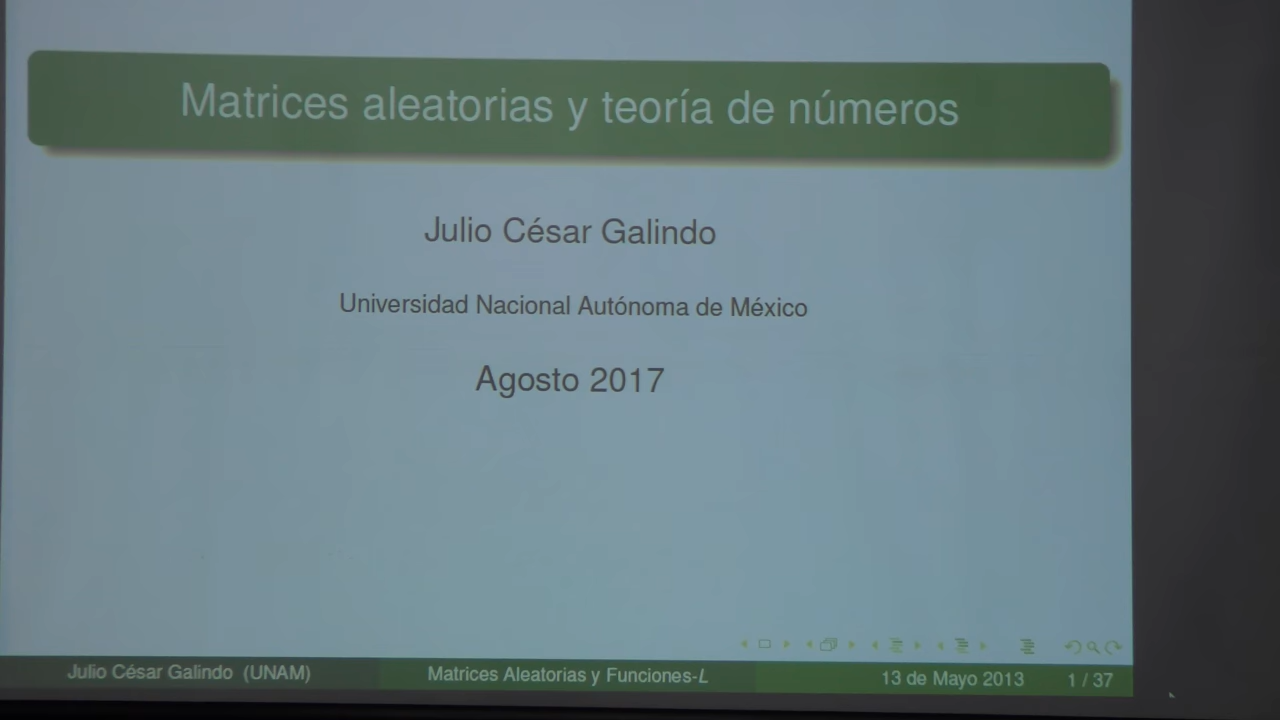 Matrices aleatorias y teoría de números
Julio César Galindo
Universidad Nacional Autónoma de México
Agosto 2017
Julio César Galindo (UNAM)
Matrices Aleatorias y Funciones-L
13 de Mayo 2013
1 / 37